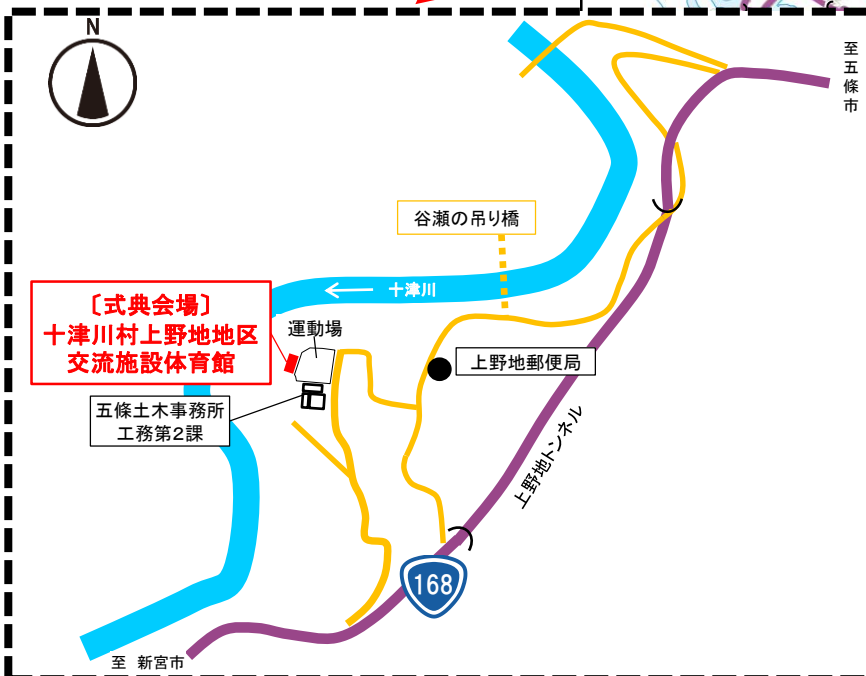 N
至五條市
谷瀬の吊り橋
← 十津川
〔式典会場〕
十津川村上野地地区
交流施設体育館
運動場
上野地郵便局
五條土木事務所
工務第2課
上野地トンネル
168
至 新宮市